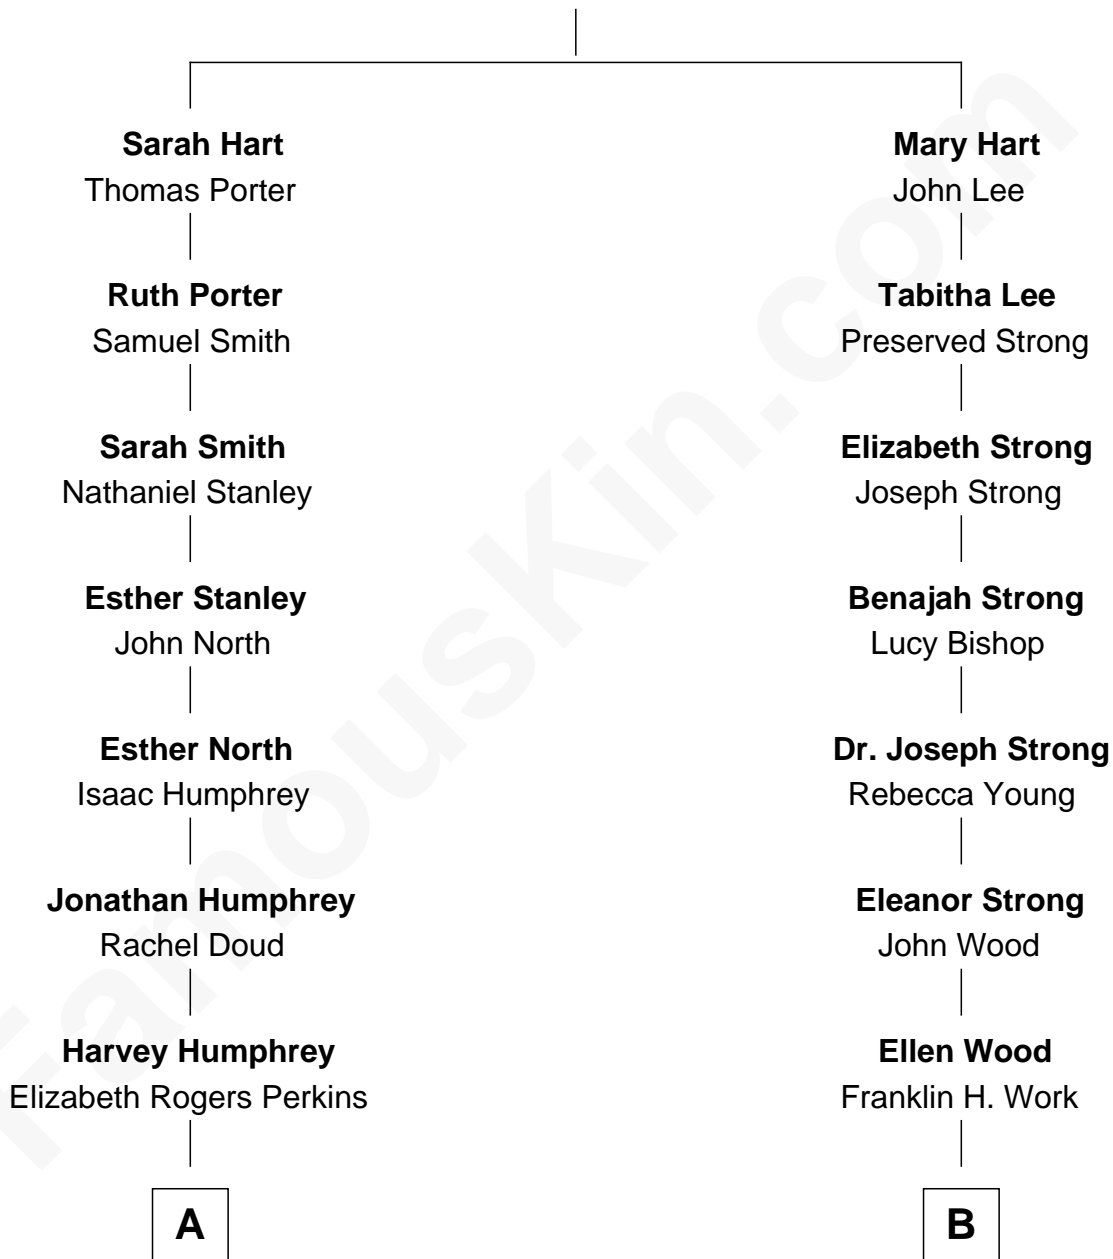 Sarah Hart
Thomas Porter
Mary Hart
John Lee
Ruth Porter
Samuel Smith
Tabitha Lee
Preserved Strong
Sarah Smith
Nathaniel Stanley
Elizabeth Strong
Joseph Strong
Esther Stanley
John North
Benajah Strong
Lucy Bishop
Esther North
Isaac Humphrey
Dr. Joseph Strong
Rebecca Young
Jonathan Humphrey
Rachel Doud
Eleanor Strong
John Wood
Harvey Humphrey
Elizabeth Rogers Perkins
Ellen Wood
Franklin H. Work
A
B
FamousKin.com